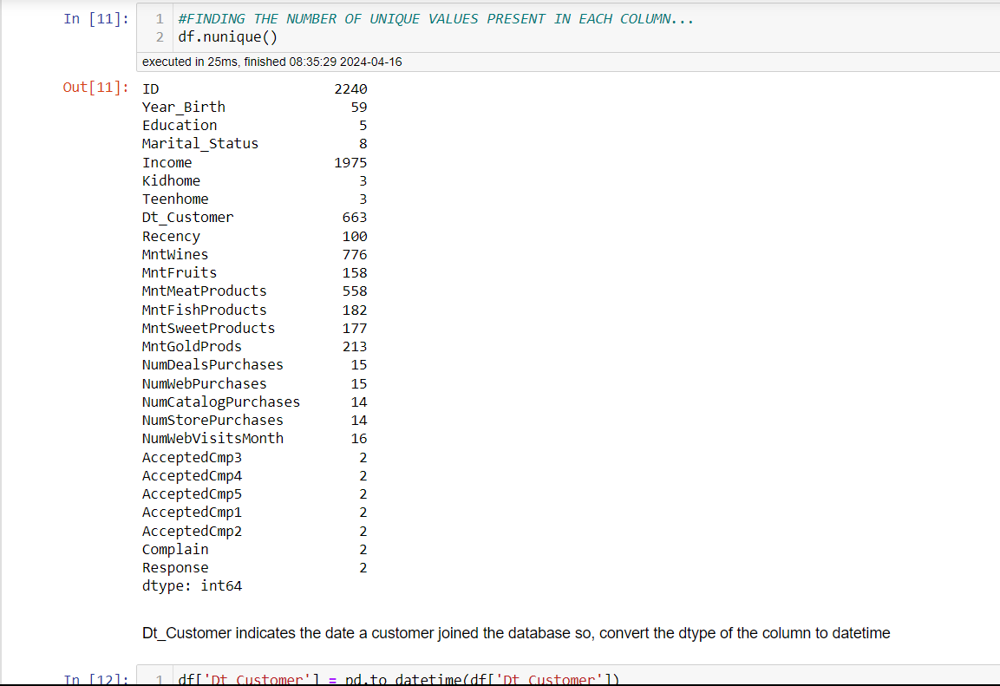 In [11]: 1 #FINDING THE NUMBER OF UNIQUE VALUES PRESENT IN EACH COLUMN...
2 df.nunique()
executed in 25ms, finished 08:35:29 2024-04-16
Out[11]: ID 2240
Year_Birth 59
Education 5
Marital_Status 8
Income 1975
Kidhome 3
Teenhome 3
Dt_Customer 663
Recency 100
MntWines 776
MntFruits 158
MntMeatProducts 558
MntFishProducts 182
MntSweetProducts 177
MntGoldProds 213
NumDealsPurchases 15
NumWebPurchases 15
NumCatalogPurchases 14
NumStorePurchases 14
NumWebVisitsMonth 16
AcceptedCmp3 2
AcceptedCmp4 2
AcceptedCmp5 2
AcceptedCmp1 2
AcceptedCmp2 2
Complain 2
Response 2
dtype: int64
Dt_Customer indicates the date a customer joined the database so, convert the dtype of the column to datetime
In [12]: 1 df['Dt_Customer'] = pd.to_datetime(df['Dt_Customer'])